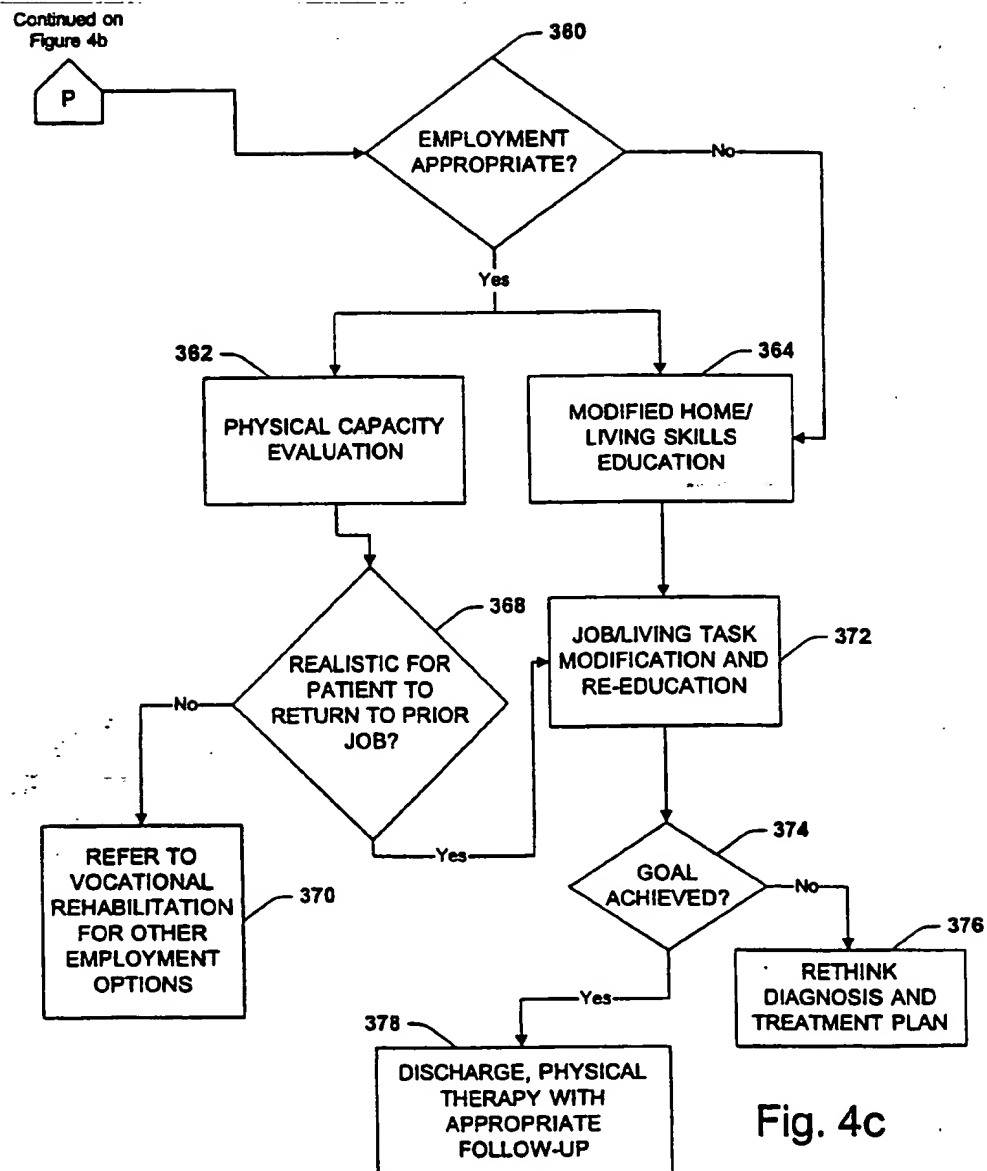 Continued on
Figure 4b
P
360
EMPLOYMENT
APPROPRIATE?
No
Yes
362
PHYSICAL CAPACITY
EVALUATION
364
MODIFIED HOME/
LIVING SKILLS
EDUCATION
368
REALISTIC FOR
PATIENT TO
RETURN TO PRIOR
JOB?
No
Yes
JOB/LIVING TASK
MODIFICATION AND
RE-EDUCATION
372
REFER TO
VOCATIONAL
REHABILITATION
FOR OTHER
EMPLOYMENT
OPTIONS
370
374
GOAL
ACHIEVED?
No
Yes
376
RETHINK
DIAGNOSIS AND
TREATMENT PLAN
378
DISCHARGE, PHYSICAL
THERAPY WITH
APPROPRIATE
FOLLOW-UP
Fig. 4c